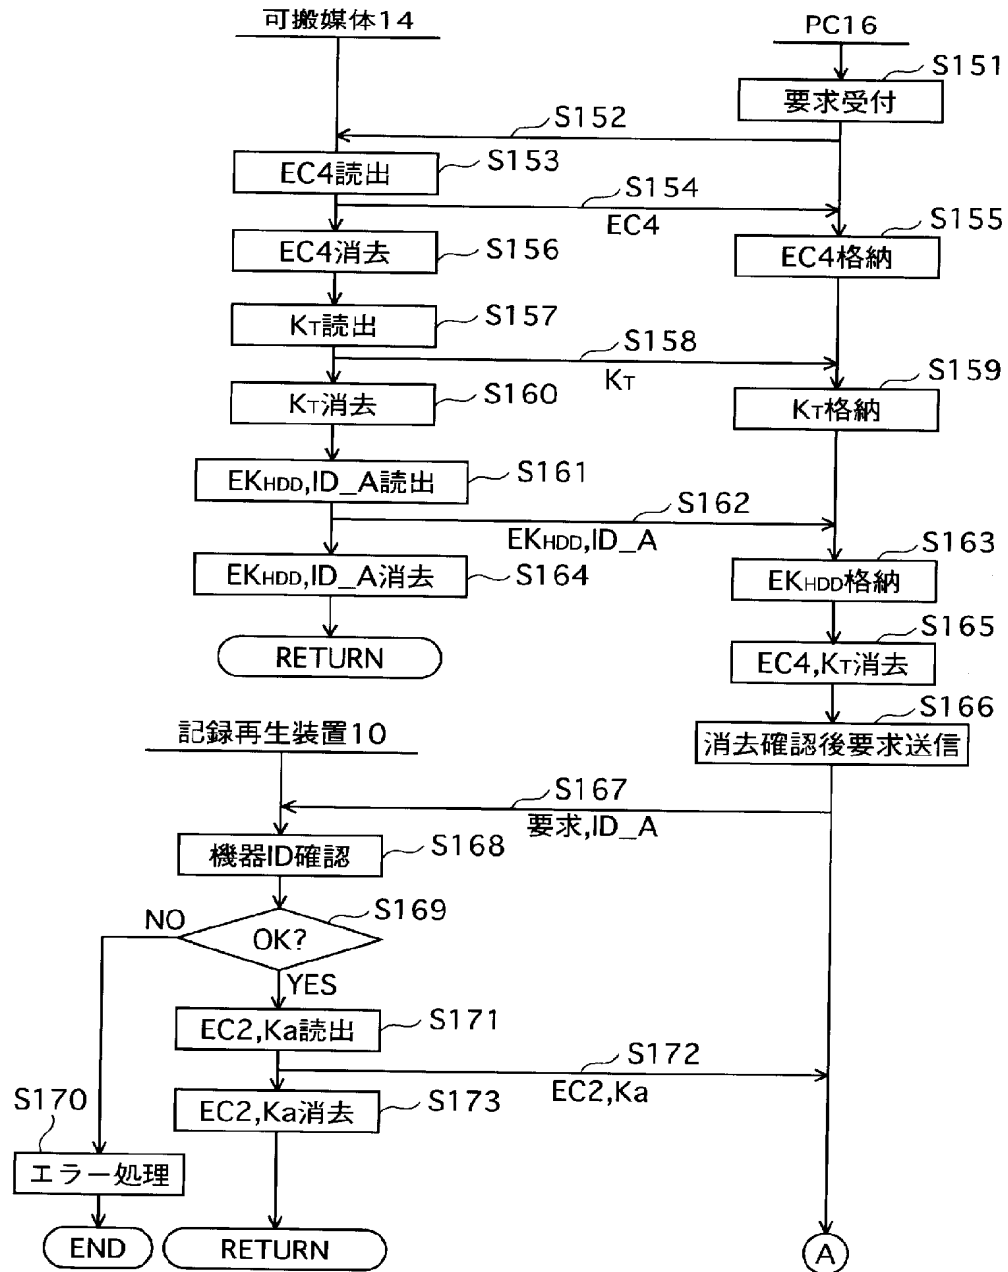 可搬媒体14
PC16
S151
要求受付
S152
S153
EC4読出
S154
EC4
S155
EC4格納
S156
EC4消去
S157
KT読出
S158
KT
S159
KT格納
S160
KT消去
S161
EKHDD,ID_A読出
S162
EKHDD,ID_A
S163
EKHDD格納
S164
EKHDD,ID_A消去
RETURN
S165
EC4,KT消去
S166
消去確認後要求送信
記録再生装置10
S167
要求,ID_A
S168
機器ID確認
S169
OK?
NO
YES
S171
EC2,Ka読出
S172
EC2,Ka
S173
EC2,Ka消去
S170
エラー処理
END
RETURN
A